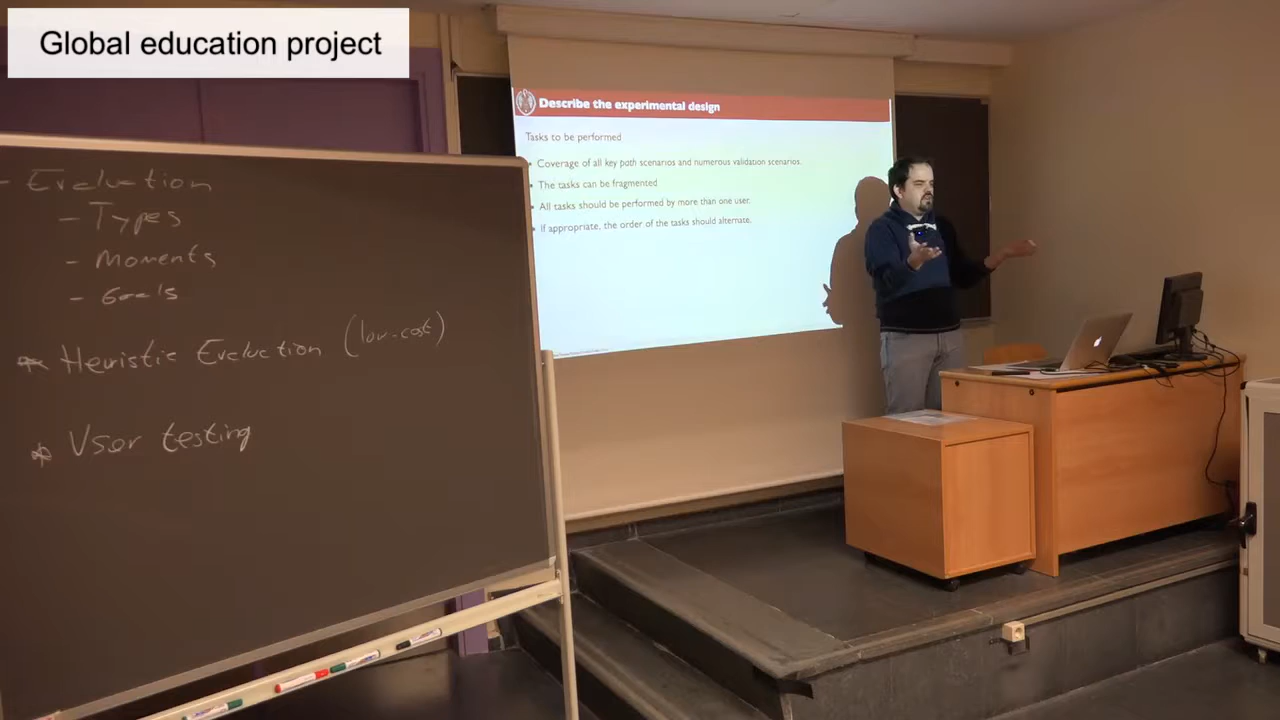 Global education project
- Evaluation
- Types
- Moments
- Goals
* Heuristic Evaluation (low-cost)
* User testing
Describe the experimental design
Tasks to be performed
• Coverage of all key path scenarios and numerous validation scenarios.
• The tasks can be fragmented
• All tasks should be performed by more than one user.
• If appropriate, the order of the tasks should alternate.